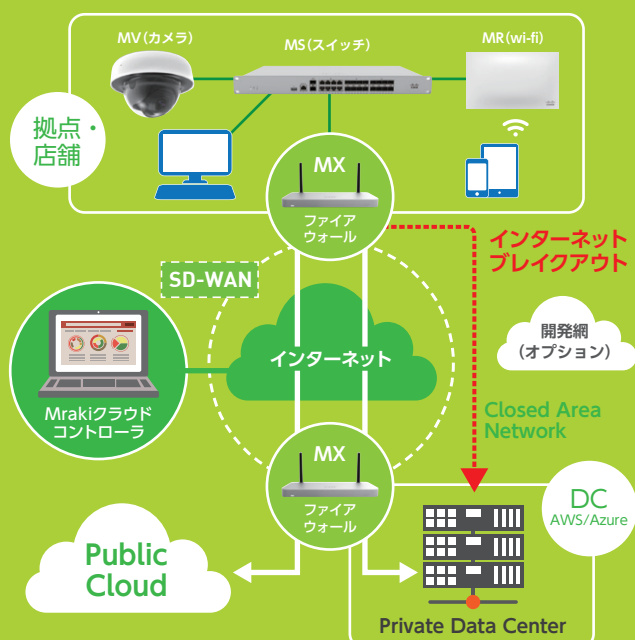 MV(カメラ)
MS(スイッチ)
MR(wi-fi)
拠点・
店舗
MX
ファイア
ウォール
インターネット
ブレイクアウト
SD-WAN
インターネット
開発網
(オプション)
Mrakiクラウド
コントローラ
Closed Area
Network
MX
ファイア
ウォール
DC
AWS/Azure
Public
Cloud
Private Data Center